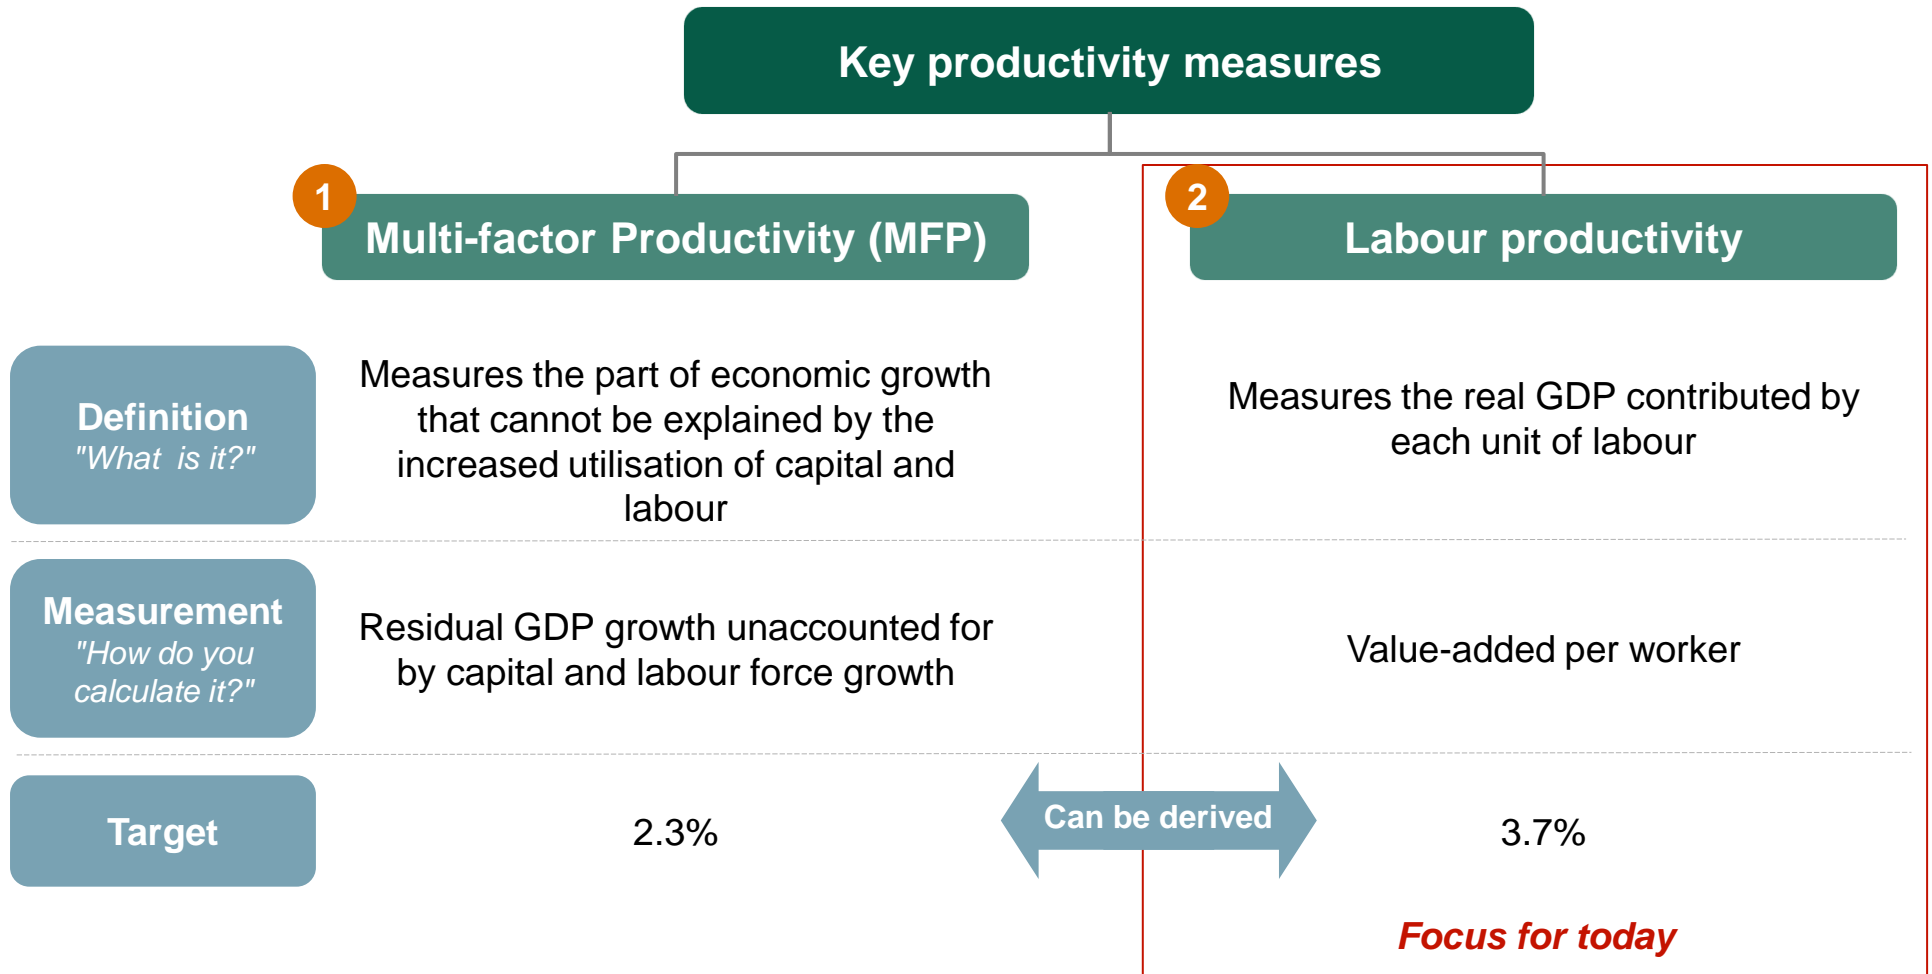 Key productivity measures
1
Multi-factor Productivity (MFP)
2
Labour productivity
Definition
"What  is it?"
Measures the part of economic growth
that cannot be explained by the
increased utilisation of capital and
labour
Measures the real GDP contributed by
each unit of labour
Measurement
"How do you
calculate it?"
Residual GDP growth unaccounted for
by capital and labour force growth
Value-added per worker
Target
2.3%
Can be derived
3.7%
Focus for today